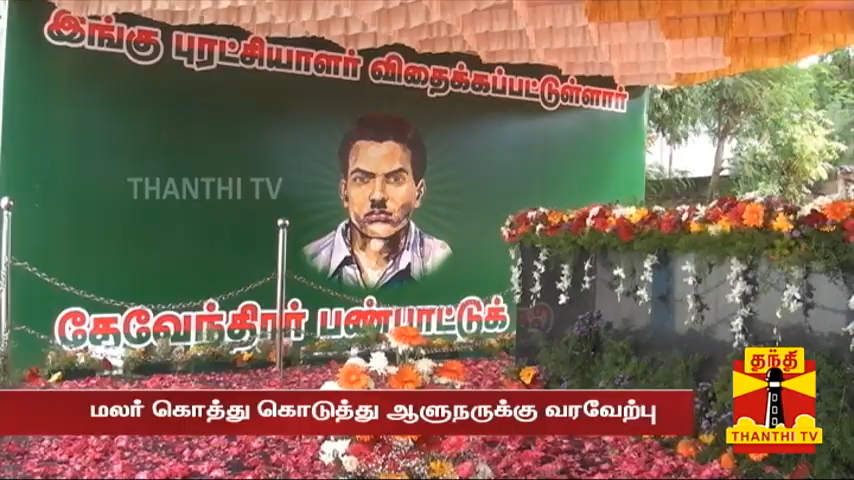 இங்கு புரட்சியாளர் விதைக்கப்பட்டுள்ளார்
THANTHI TV
தேவேந்திரர் பண்பாட்டுக்
மலர் கொத்து கொடுத்து ஆளுநருக்கு வரவேற்பு
தந்தி
THANTHI TV